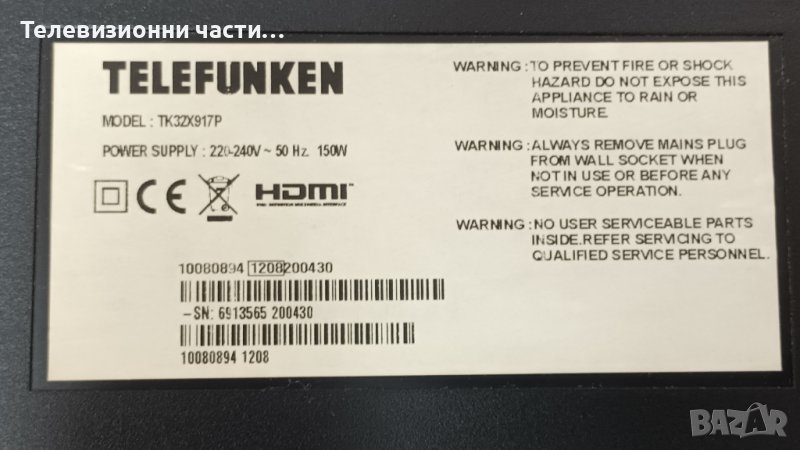 Телевизионни части...
TELEFUNKEN
MODEL : TK32X917P
POWER SUPPLY : 220-240V ~ 50 Hz. 150W
CE HDMI
10080894 1208200430
-SN: 6913565 200430
10080894 1208
WARNING :TO PREVENT FIRE OR SHOCK
HAZARD DO NOT EXPOSE THIS
APPLIANCE TO RAIN OR
MOISTURE.
WARNING :ALWAYS REMOVE MAINS PLUG
FROM WALL SOCKET WHEN
NOT IN USE OR BEFORE ANY
SERVICE OPERATION.
WARNING :NO USER SERVICEABLE PARTS
INSIDE.REFER SERVICING TO
QUALIFIED SERVICE PERSONNEL.
BAZAR